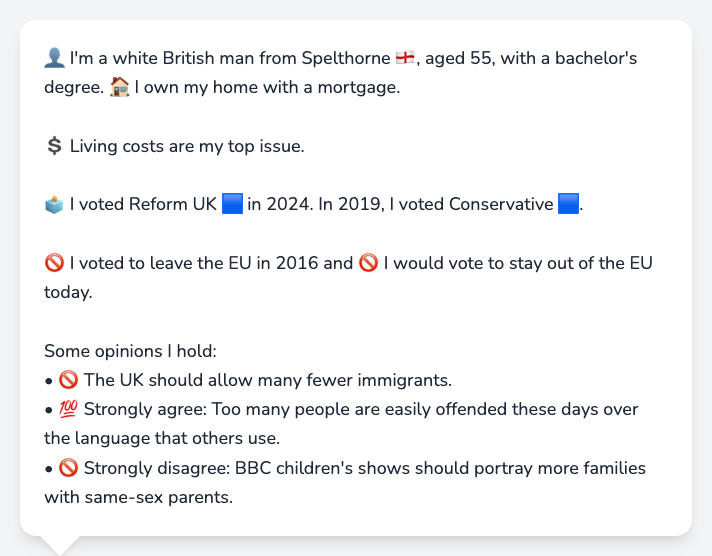 👤 I'm a white British man from Spelthorne 🏴󠁧󠁢󠁥󠁮󠁧󠁿, aged 55, with a bachelor's
degree. 🏠 I own my home with a mortgage.
💲 Living costs are my top issue.
🗳️ I voted Reform UK 🟦 in 2024. In 2019, I voted Conservative 🟦.
🚫 I voted to leave the EU in 2016 and 🚫 I would vote to stay out of the EU
today.
Some opinions I hold:
• 🚫 The UK should allow many fewer immigrants.
• 💯 Strongly agree: Too many people are easily offended these days over
the language that others use.
• 🚫 Strongly disagree: BBC children's shows should portray more families
with same-sex parents.